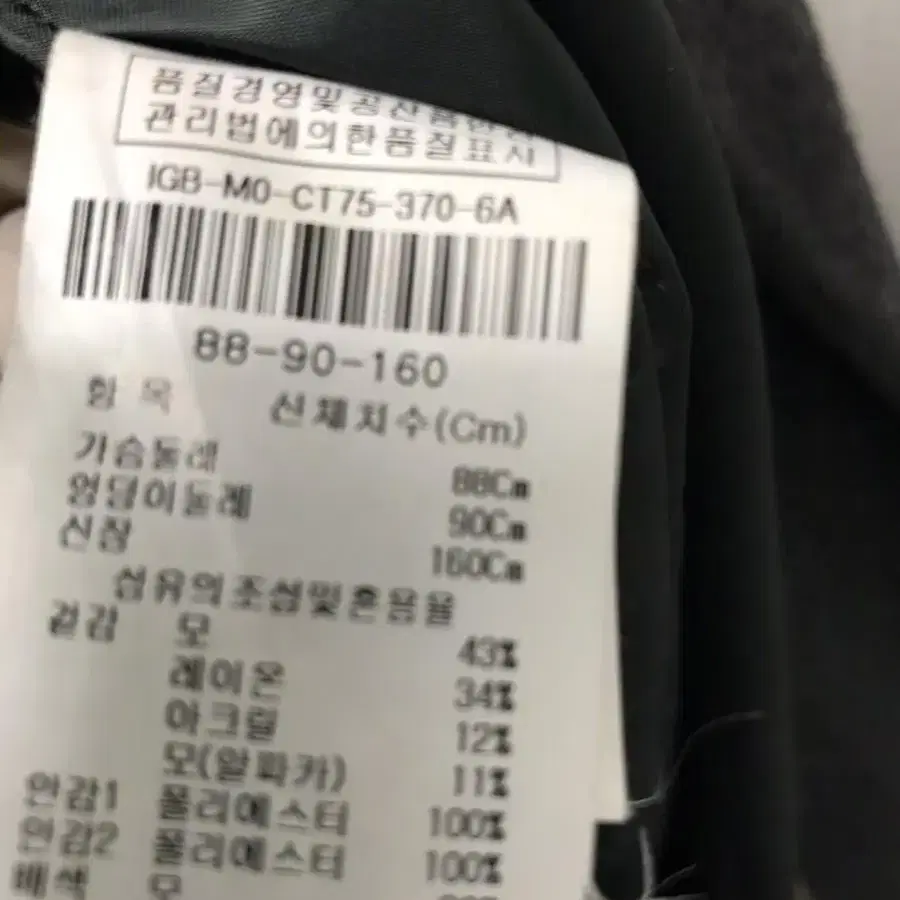 품질경영및공산품안전
관리법에의한품질표시
IGB-M0-CT75-370-6A
88-90-160
항 목 신체치수(Cm)
가슴둘레 88Cm
엉덩이둘레 90Cm
신장 160Cm
섬유의조성및혼용율
겉감 모 43%
레이온 34%
아크릴 12%
모(알파카) 11%
안감1 폴리에스터 100%
안감2 폴리에스터 100%
배색 모